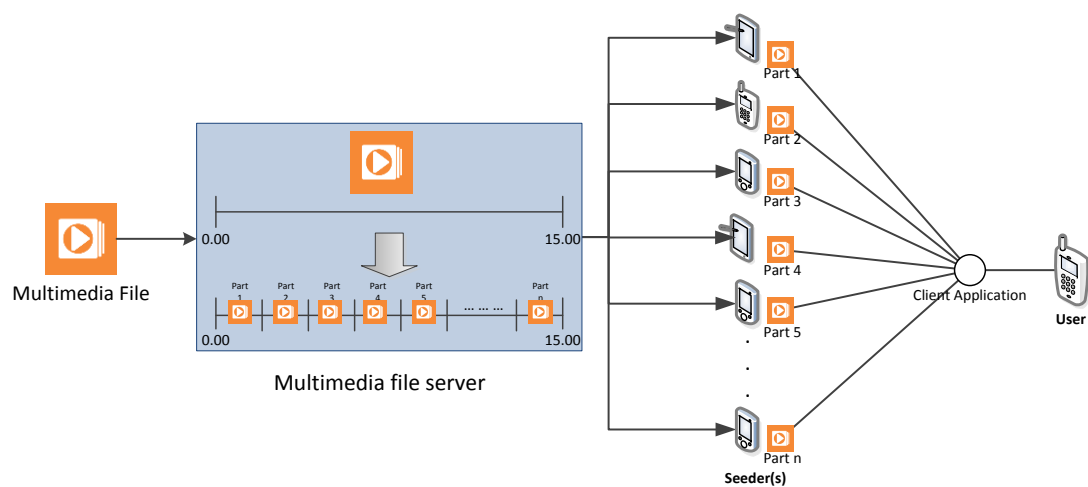 Multimedia File
0.00 15.00
Part 1 Part 2 Part 3 Part 4 Part 5 ... ... ... Part n
0.00 15.00
Multimedia file server
Part 1
Part 2
Part 3
Part 4
Part 5
.
.
.
Part n
Seeder(s)
Client Application
User